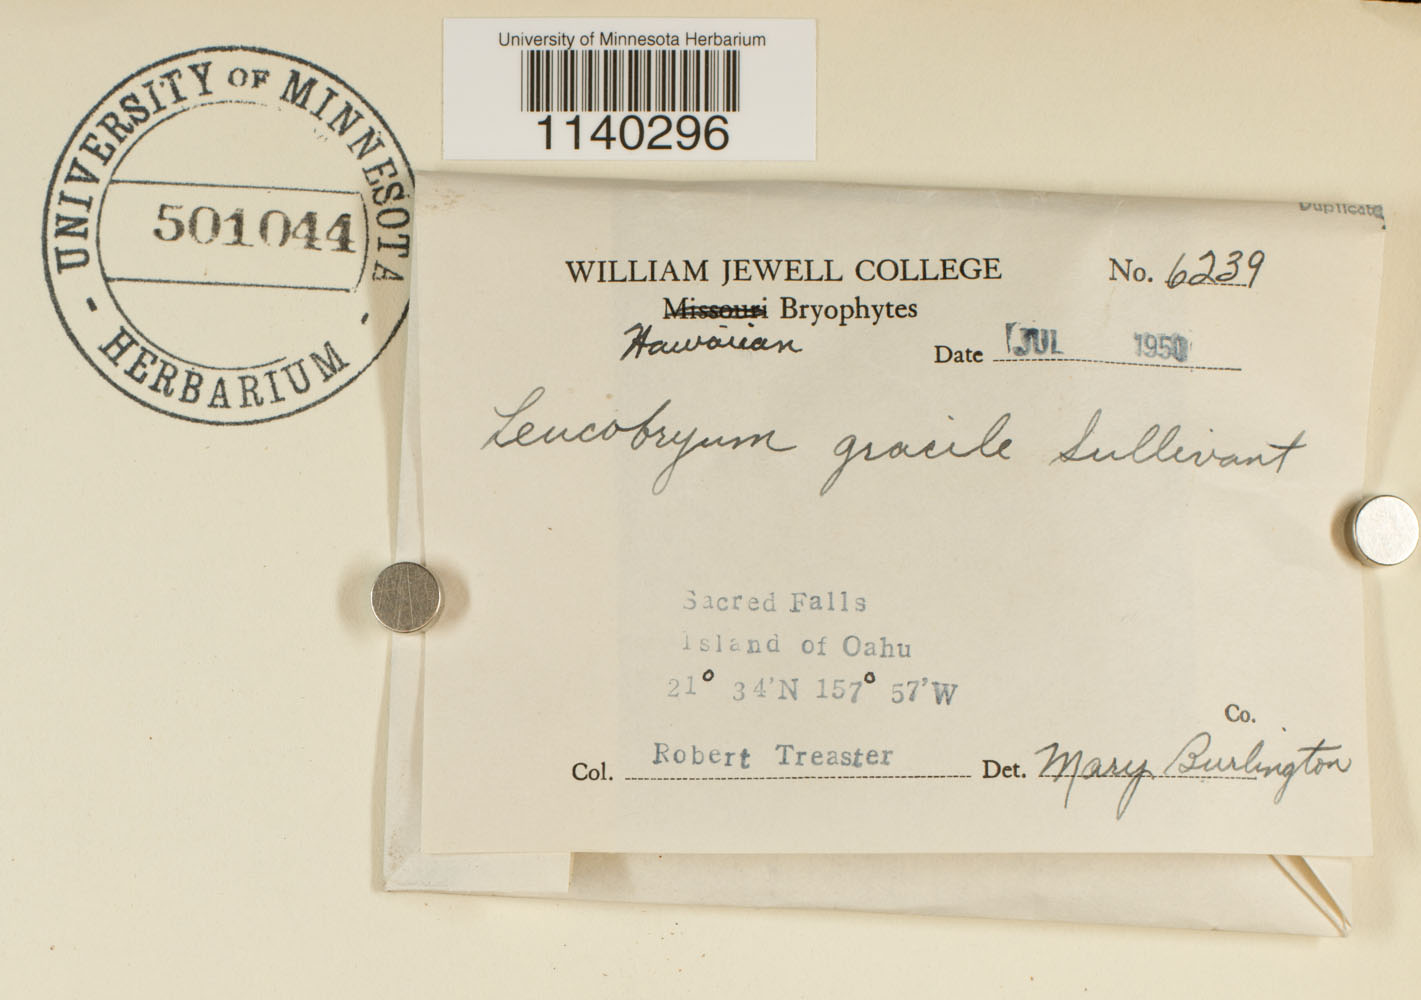 University of Minnesota Herbarium
1140296
UNIVERSITY OF MINNESOTA
501044
HERBARIUM
Duplicate
WILLIAM JEWELL COLLEGE
No. 6239
Missouri Bryophytes
Hawaiian
Date JUL 1950
Leucobryum gracile Sullivant
Sacred Falls
Island of Oahu
21° 34'N 157° 57'W
Co.
Col. Robert Treaster Det. Mary Burlington